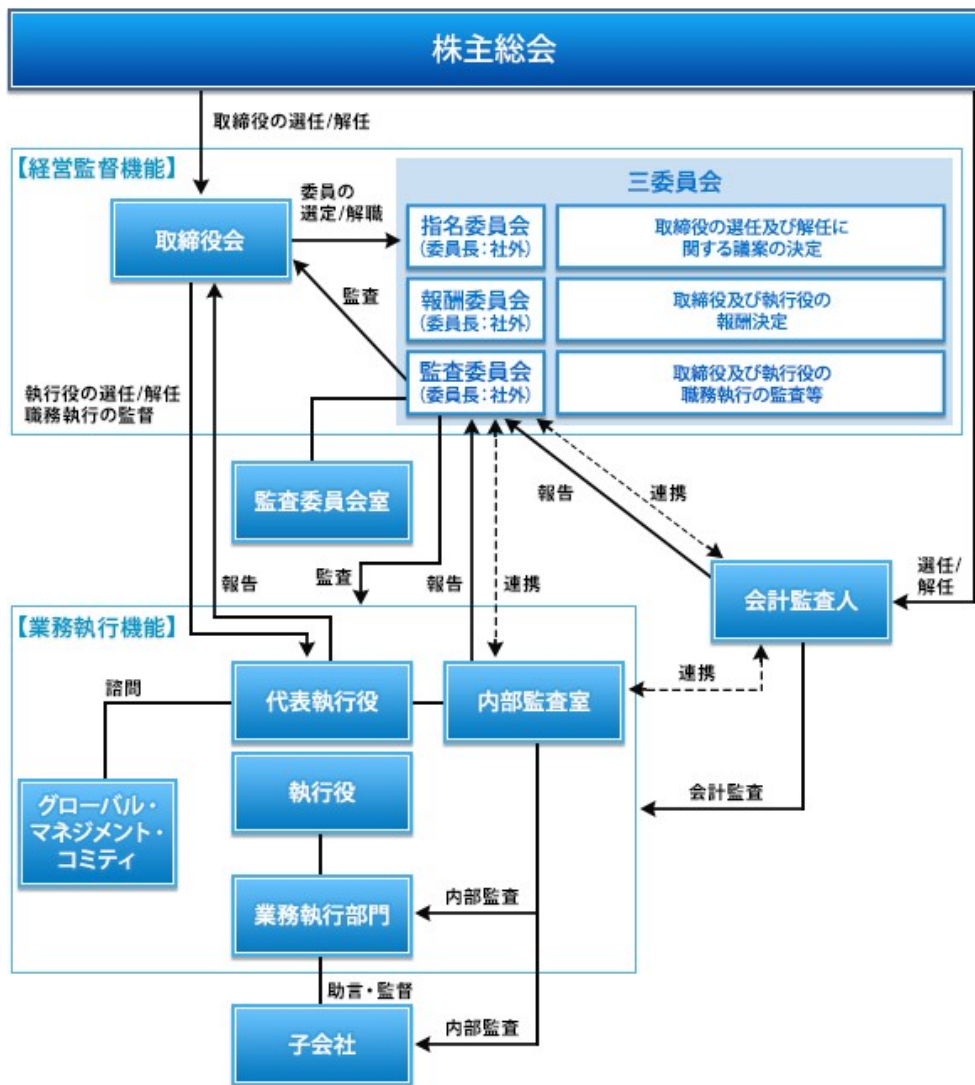 株主総会
取締役の選任/解任
【経営監督機能】
三委員会
委員の
選定/解職
取締役会
指名委員会
(委員長:社外)
取締役の選任及び解任に
関する議案の決定
監査
報酬委員会
(委員長:社外)
取締役及び執行役の
報酬決定
監査委員会
(委員長:社外)
取締役及び執行役の
職務執行の監査等
執行役の選任/解任
職務執行の監督
監査委員会室
報告
連携
選任/
解任
報告
監査
報告
連携
会計監査人
【業務執行機能】
諮問
代表執行役
内部監査室
連携
グローバル・
マネジメント・
コミティ
執行役
会計監査
業務執行部門
内部監査
助言・監督
子会社
内部監査